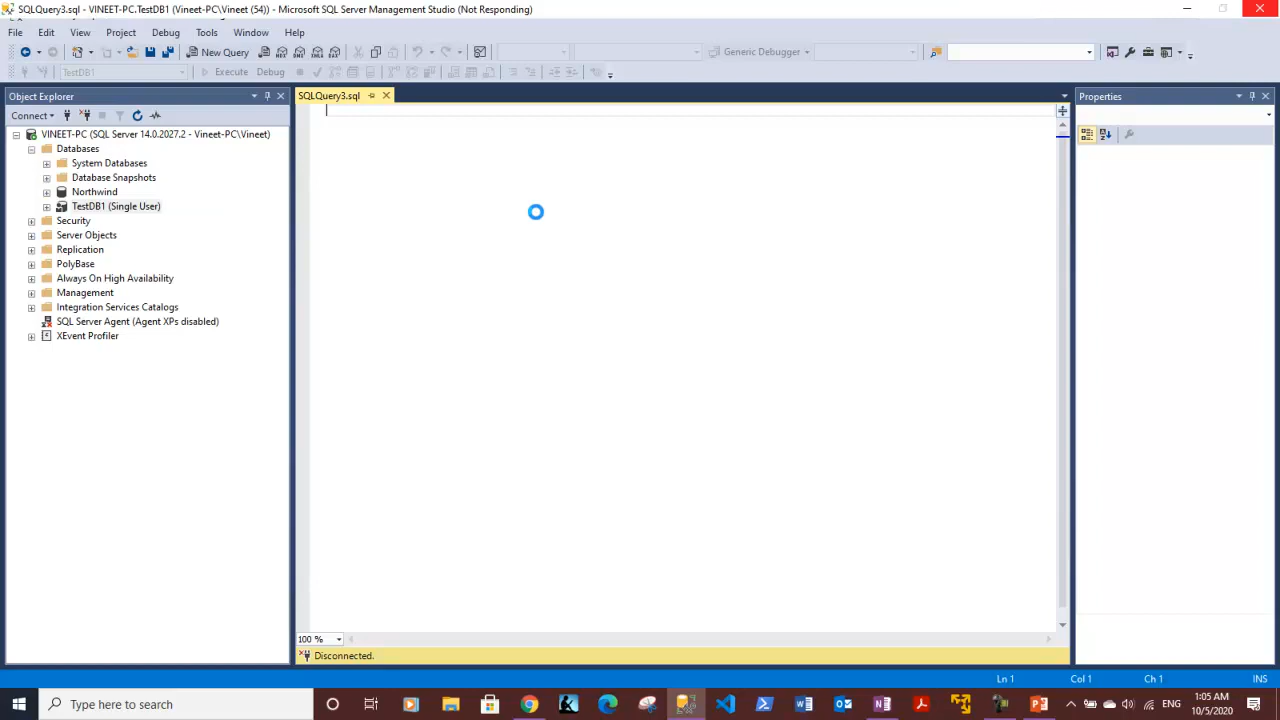 SQLQuery3.sql - VINEET-PC.TestDB1 (Vineet-PC\Vineet (54)) - Microsoft SQL Server Management Studio (Not Responding)
File Edit View Project Debug Tools Window Help
New Query Generic Debugger
TestDB1 Execute Debug
Object Explorer
SQLQuery3.sql
Properties
Connect
VINEET-PC (SQL Server 14.0.2027.2 - Vineet-PC\Vineet)
Databases
System Databases
Database Snapshots
Northwind
TestDB1 (Single User)
Security
Server Objects
Replication
PolyBase
Always On High Availability
Management
Integration Services Catalogs
SQL Server Agent (Agent XPs disabled)
XEvent Profiler
100 %
Disconnected.
Ln 1 Col 1 Ch 1 INS
Type here to search
ENG
1:05 AM
10/5/2020